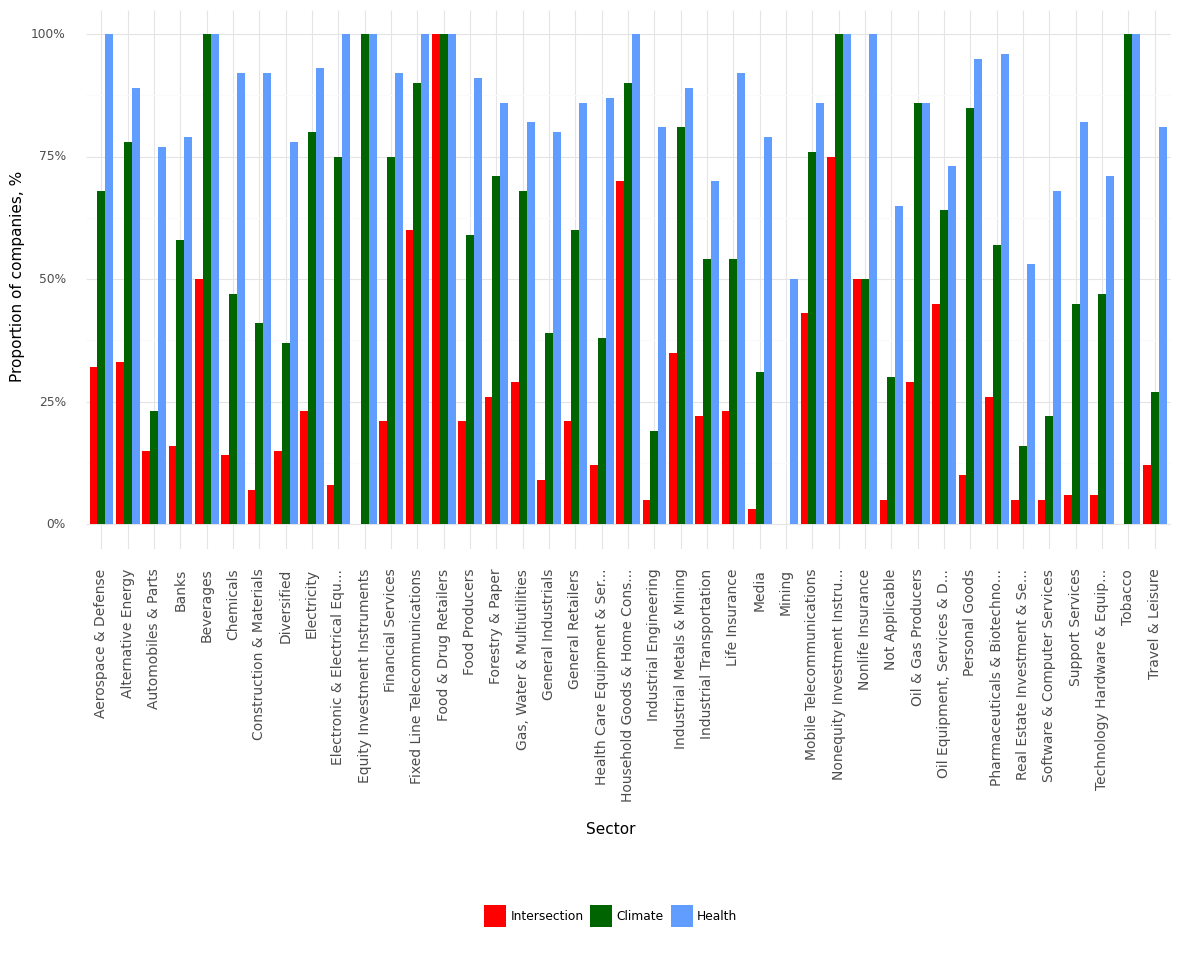 Proportion of companies, %
100%
75%
50%
25%
0%
Aerospace & Defense
Alternative Energy
Automobiles & Parts
Banks
Beverages
Chemicals
Construction & Materials
Diversified
Electricity
Electronic & Electrical Equ...
Equity Investment Instruments
Financial Services
Fixed Line Telecommunications
Food & Drug Retailers
Food Producers
Forestry & Paper
Gas, Water & Multiutilities
General Industrials
General Retailers
Health Care Equipment & Ser...
Household Goods & Home Cons...
Industrial Engineering
Industrial Metals & Mining
Industrial Transportation
Life Insurance
Media
Mining
Mobile Telecommunications
Nonequity Investment Instru...
Nonlife Insurance
Not Applicable
Oil & Gas Producers
Oil Equipment, Services & D...
Personal Goods
Pharmaceuticals & Biotechno...
Real Estate Investment & Se...
Software & Computer Services
Support Services
Technology Hardware & Equip...
Tobacco
Travel & Leisure
Sector
Intersection
Climate
Health